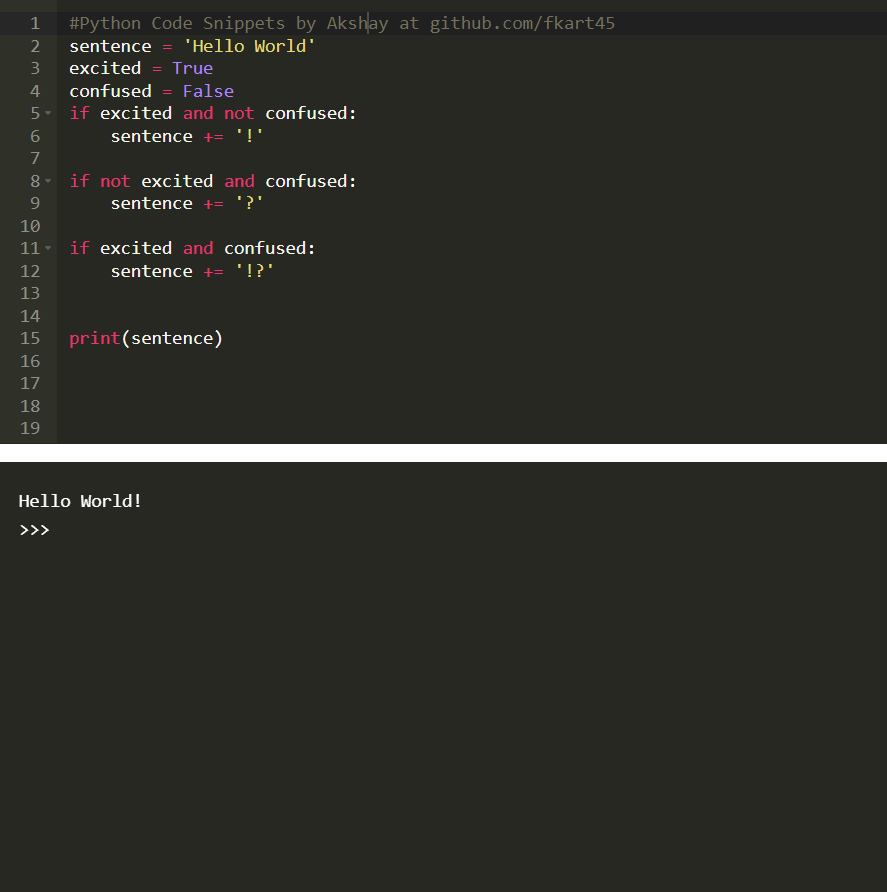 1 #Python Code Snippets by Akshay at github.com/fkart45
2 sentence = 'Hello World'
3 excited = True
4 confused = False
5 if excited and not confused:
6     sentence += '!'
7
8 if not excited and confused:
9     sentence += '?'
10
11 if excited and confused:
12     sentence += '!?'
13
14
15 print(sentence)
16
17
18
19
Hello World!
>>>